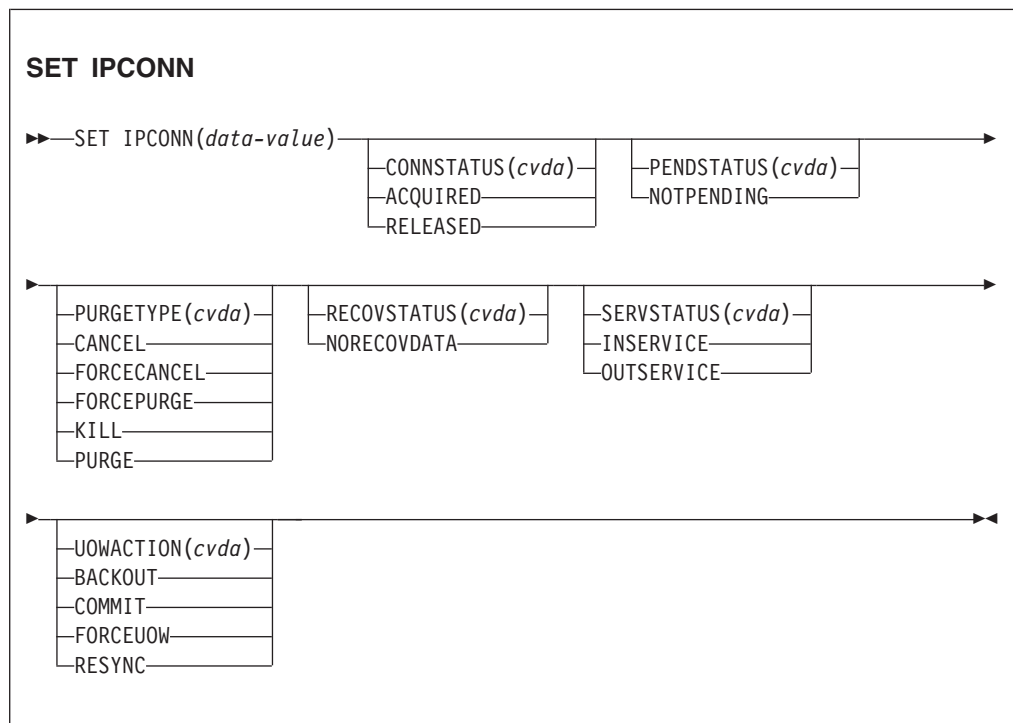 SET IPCONN
SET IPCONN(data-value)
CONNSTATUS(cvda)
ACQUIRED
RELEASED
PENDSTATUS(cvda)
NOTPENDING
PURGETYPE(cvda)
CANCEL
FORCECANCEL
FORCEPURGE
KILL
PURGE
RECOVSTATUS(cvda)
NORECOVDATA
SERVSTATUS(cvda)
INSERVICE
OUTSERVICE
UOWACTION(cvda)
BACKOUT
COMMIT
FORCEUOW
RESYNC